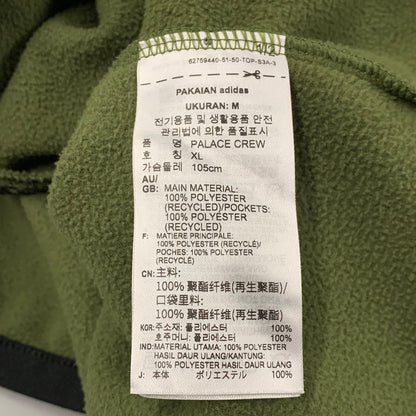 1/2
62759440-51-50-TOP-S3A-3
PAKAIAN adidas
UKURAN: M
전기용품 및 생활용품 안전
관리법에 의한 품질표시
품 명 PALACE CREW
호 칭 XL
가슴둘레 105cm
AU/
GB: MAIN MATERIAL:
100% POLYESTER
(RECYCLED)/POCKETS:
100% POLYESTER
(RECYCLED)
F: MATIERE PRINCIPALE:
100% POLYESTER (RECYCLE)/
POCHES: 100% POLYESTER
(RECYCLÉ)
CN: 主料:
100% 聚酯纤维(再生聚酯)/
口袋里料:
100% 聚酯纤维(再生聚酯)
KOR: 주소재: 폴리에스터 100%
호주머니: 폴리에스터 100%
IND: MATERIAL UTAMA: 100% POLYESTER
HASIL DAUR ULANG/KANTUNG:
100% POLYESTER HASIL DAUR ULANG
J: 本体 ポリエステル 100%